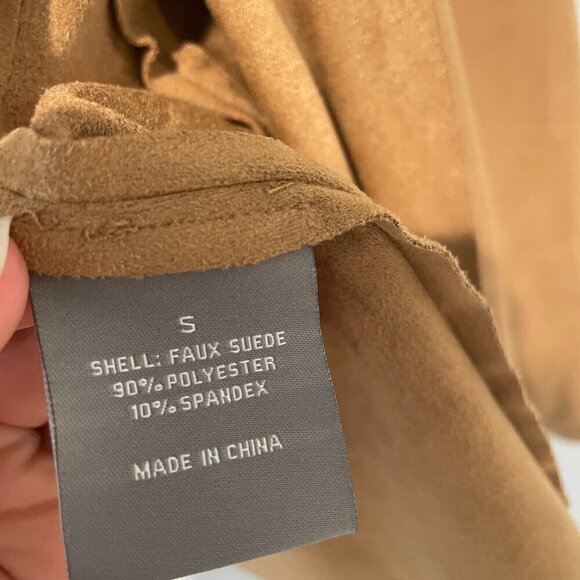 S
SHELL: FAUX SUEDE
90% POLYESTER
10% SPANDEX
MADE IN CHINA